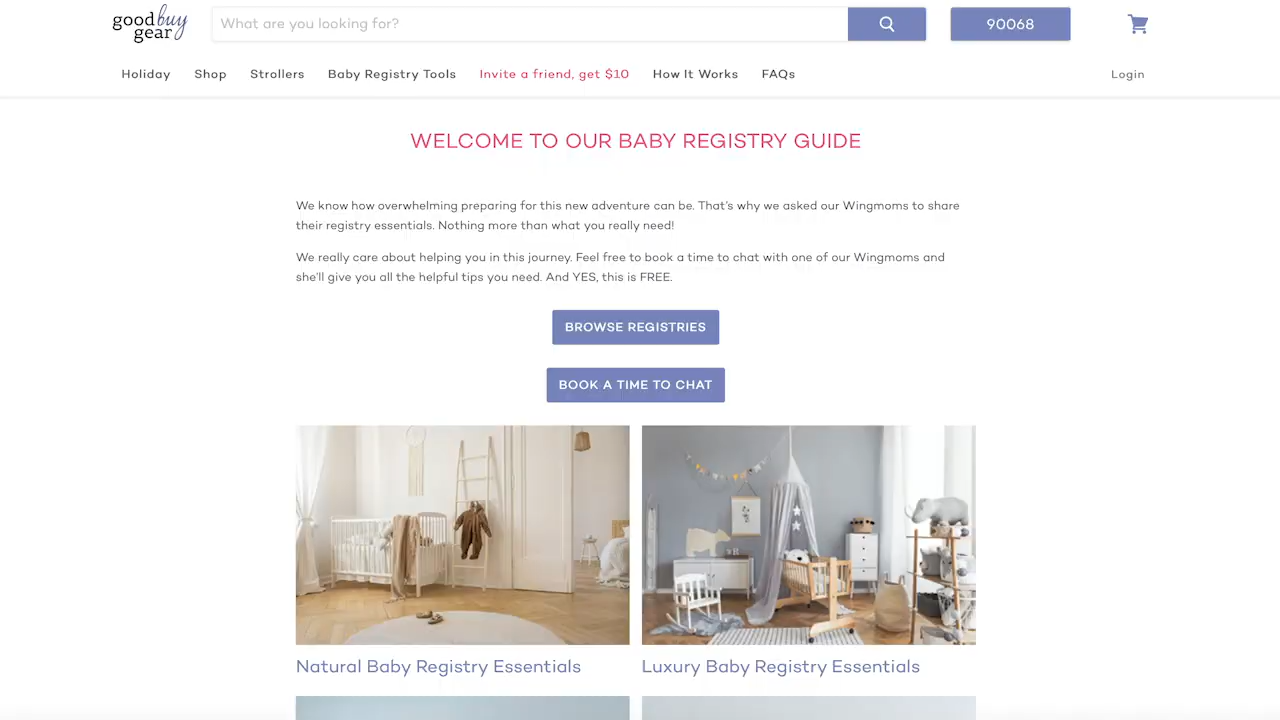 goodbuy
gear
What are you looking for?
90068
Holiday
Shop
Strollers
Baby Registry Tools
Invite a friend, get $10
How It Works
FAQs
Login
WELCOME TO OUR BABY REGISTRY GUIDE
We know how overwhelming preparing for this new adventure can be. That's why we asked our Wingmoms to share
their registry essentials. Nothing more than what you really need!
We really care about helping you in this journey. Feel free to book a time to chat with one of our Wingmoms and
she'll give you all the helpful tips you need. And YES, this is FREE.
BROWSE REGISTRIES
BOOK A TIME TO CHAT
Natural Baby Registry Essentials
Luxury Baby Registry Essentials